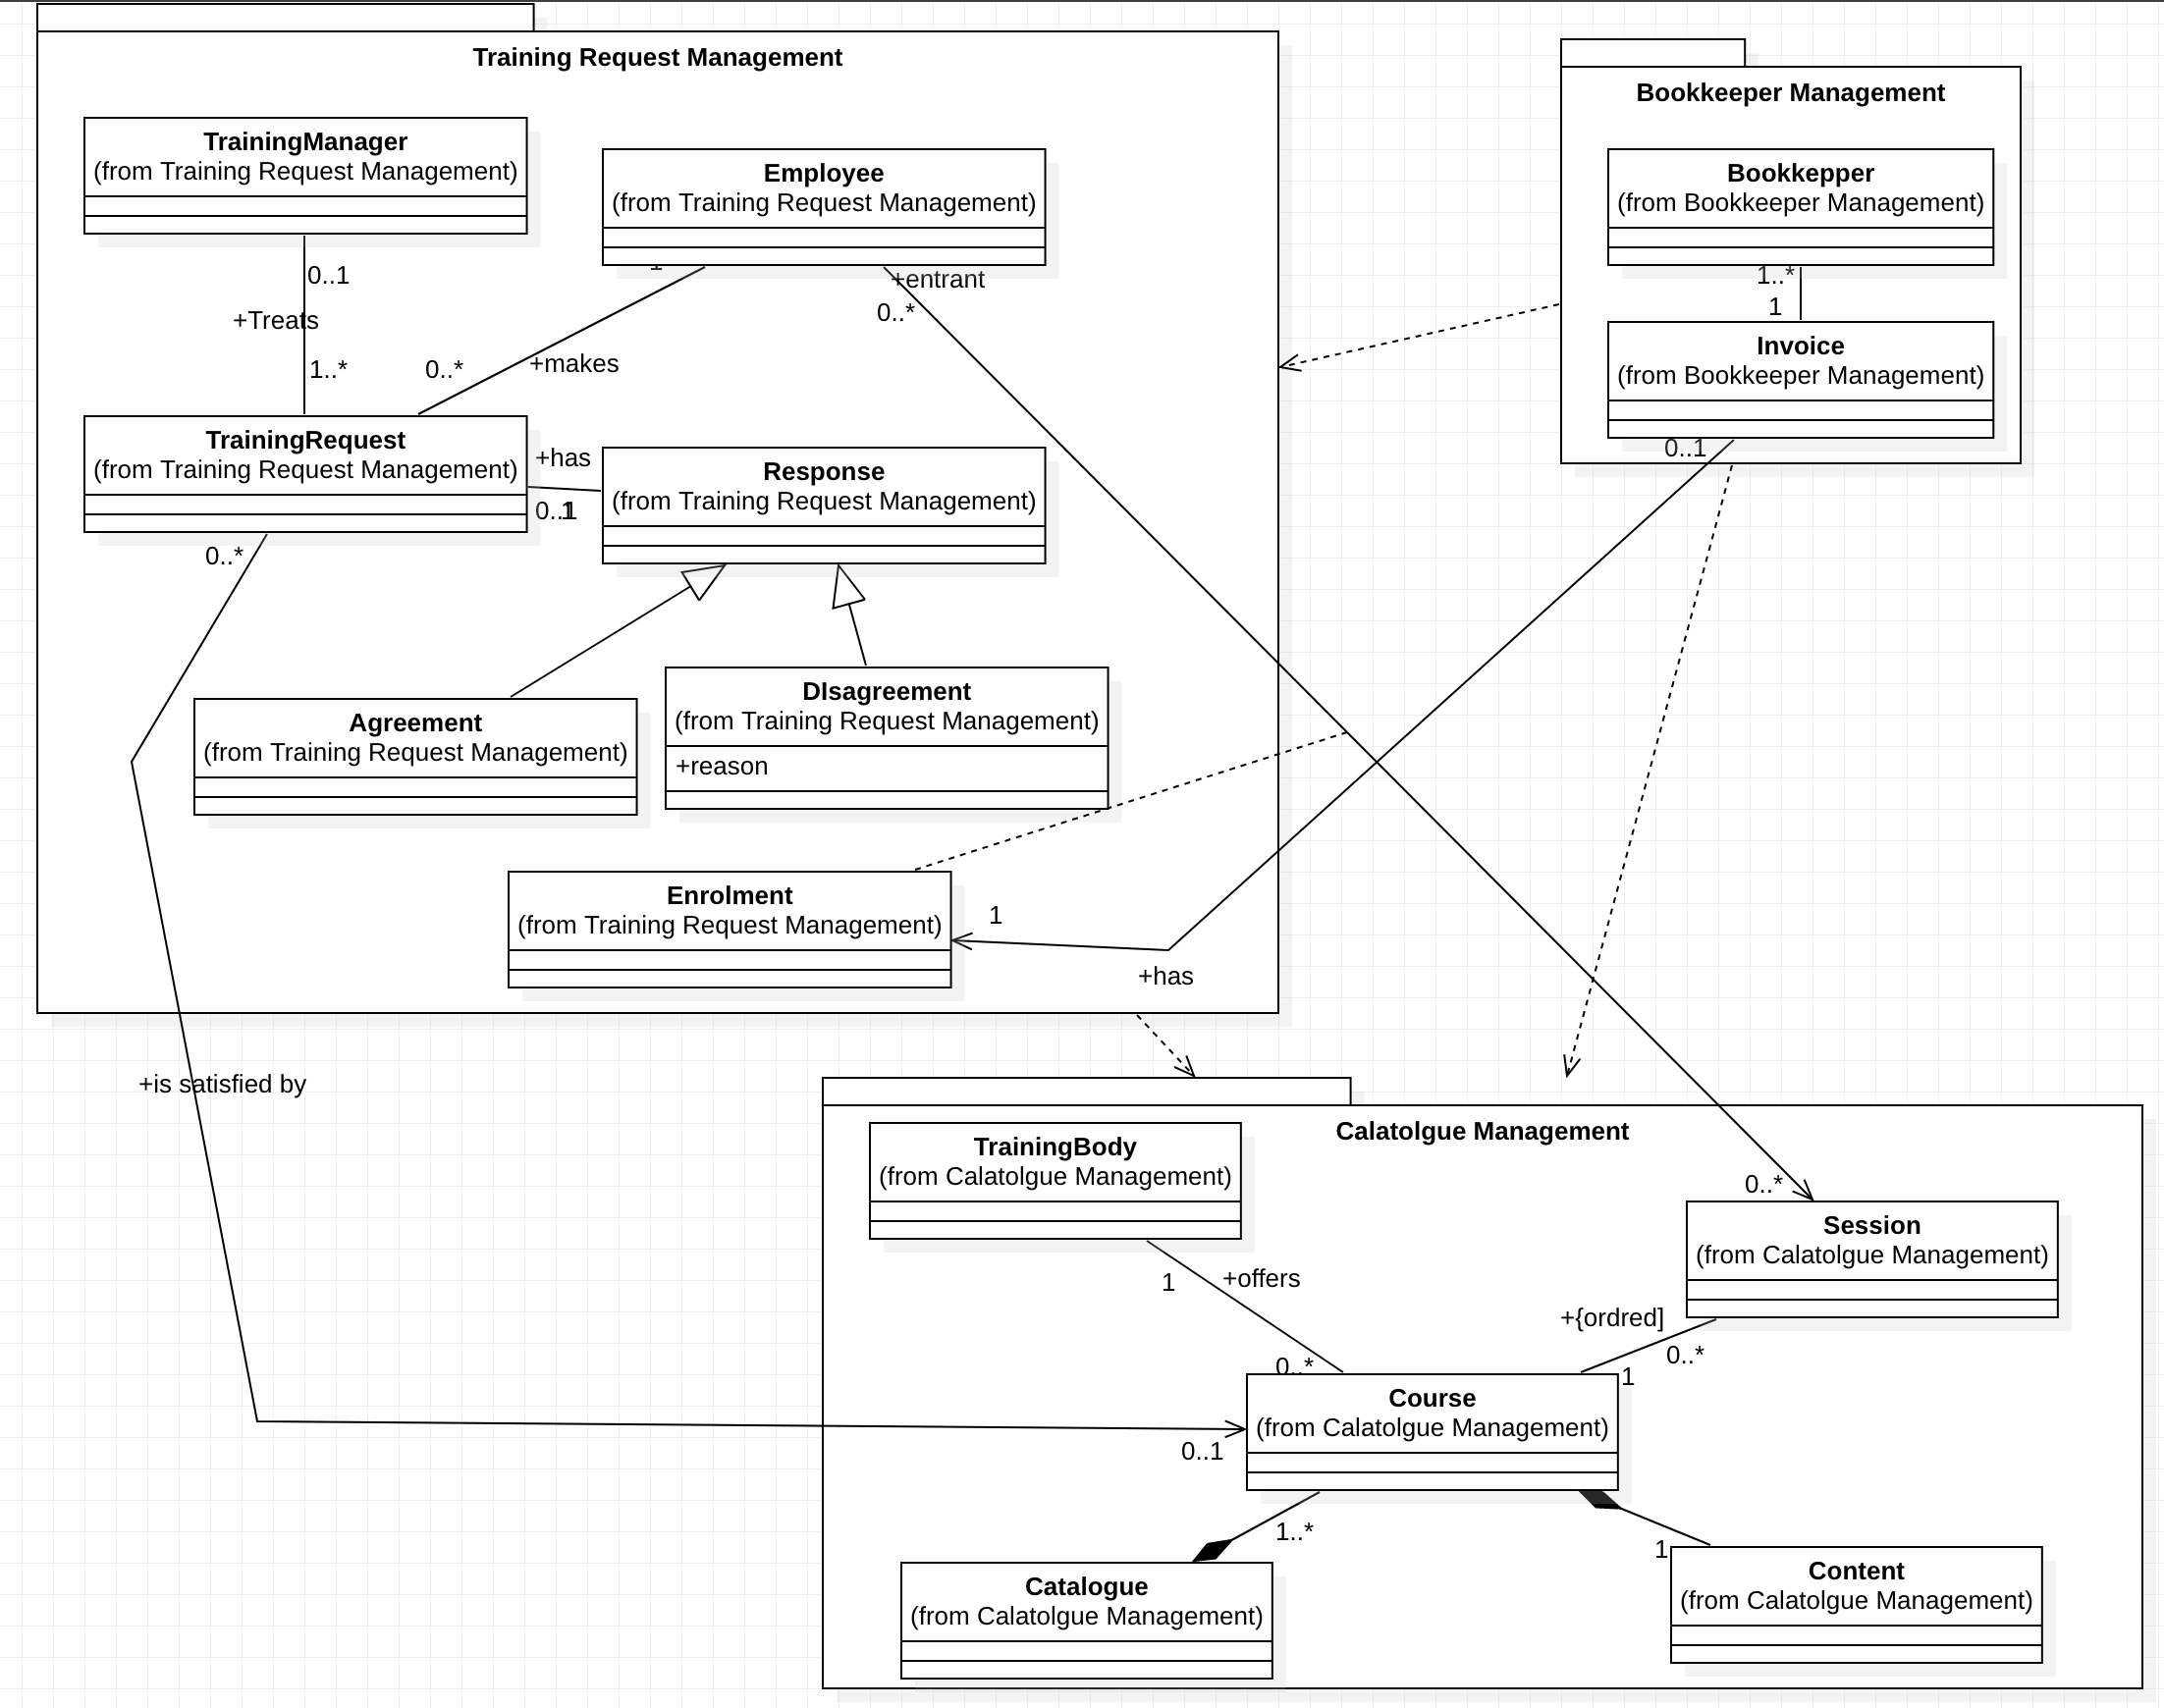 Training Request Management
TrainingManager
(from Training Request Management)
Employee
(from Training Request Management)
0..1
+Treats
1..*
1
+entrant
0..*
0..*
+makes
TrainingRequest
(from Training Request Management)
+has
0..1
1
Response
(from Training Request Management)
0..*
Agreement
(from Training Request Management)
DIsagreement
(from Training Request Management)
+reason
Enrolment
(from Training Request Management)
1
+has
+is satisfied by
Bookkeeper Management
Bookkepper
(from Bookkeeper Management)
1..*
1
Invoice
(from Bookkeeper Management)
0..1
Calatolgue Management
TrainingBody
(from Calatolgue Management)
0..*
Session
(from Calatolgue Management)
1
+offers
0..*
+{ordred]
0..*
1
Course
(from Calatolgue Management)
0..1
1..*
1
Catalogue
(from Calatolgue Management)
Content
(from Calatolgue Management)